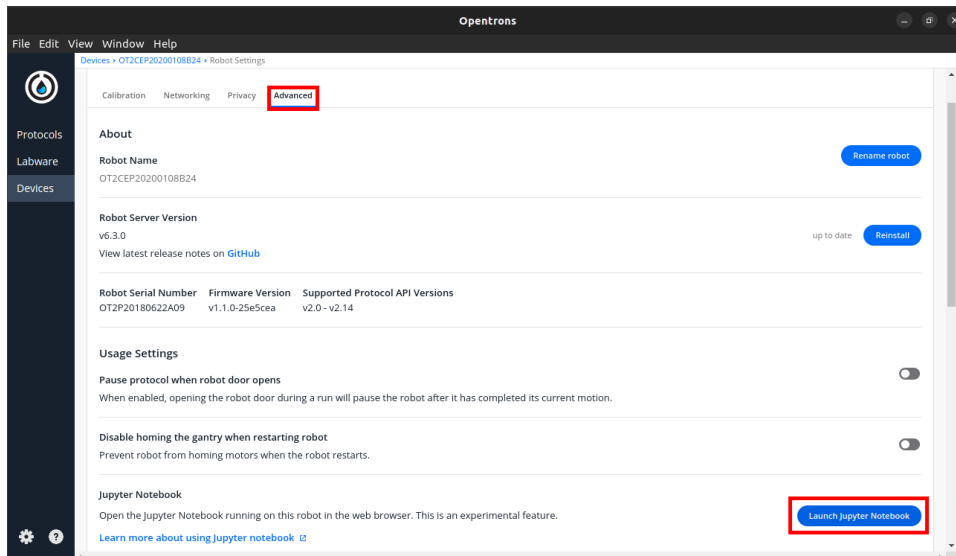 Opentrons
File Edit View Window Help
Devices › OT2CEP20200108B24 › Robot Settings
Calibration Networking Privacy Advanced
Protocols
Labware
Devices
About
Robot Name
OT2CEP20200108B24
Rename robot
Robot Server Version
v6.3.0
View latest release notes on GitHub
up to date Reinstall
Robot Serial Number Firmware Version Supported Protocol API Versions
OT2P20180622A09 v1.1.0-25e5cea v2.0 - v2.14
Usage Settings
Pause protocol when robot door opens
When enabled, opening the robot door during a run will pause the robot after it has completed its current motion.
Disable homing the gantry when restarting robot
Prevent robot from homing motors when the robot restarts.
Jupyter Notebook
Open the Jupyter Notebook running on this robot in the web browser. This is an experimental feature.
Launch Jupyter Notebook
Learn more about using Jupyter notebook